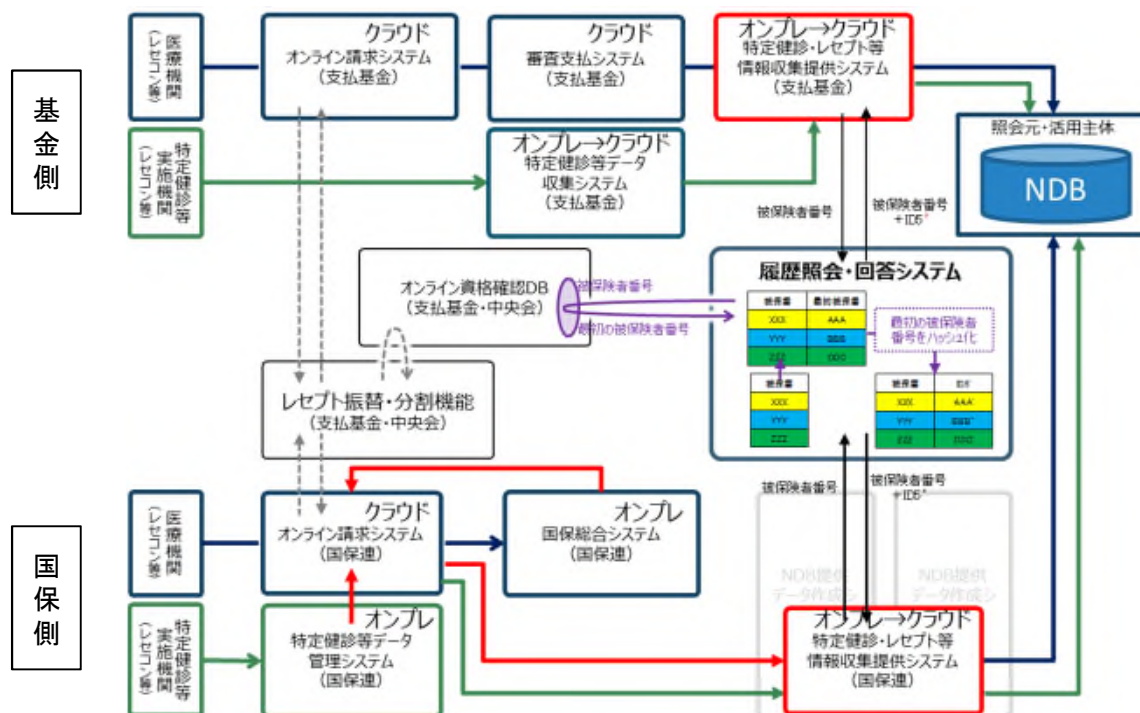 基金側
医療機関
(レセコン等)
クラウド
オンライン請求システム
(支払基金)
クラウド
審査支払システム
(支払基金)
オンプレ→クラウド
特定健診・レセプト等
情報収集提供システム
(支払基金)
特定健診等
実施機関
(レセコン等)
オンプレ→クラウド
特定健診等データ
収集システム
(支払基金)
照会元・活用主体
NDB
被保険者番号
被保険者番号
+ID5*
オンライン資格確認DB
(支払基金・中央会)
被保険者番号
最初の被保険者番号
履歴照会・回答システム
被保番
最初被保番
XXX
AAA
YYY
BBB
ZZZ
最初の被保険者
番号をハッシュ化
被保番
XXX
YYY
ZZZ
被保番
XXX
AAA'
YYY
BBB'
ZZZ
レセプト振替・分割機能
(支払基金・中央会)
被保険者番号
被保険者番号
+ID5*
国保側
医療機関
(レセコン等)
クラウド
オンライン請求システム
(国保連)
オンプレ
国保総合システム
(国保連)
NDB提供
データ作成シ
NDB提供
データ作成シ
特定健診等
実施機関
(レセコン等)
オンプレ
特定健診等データ
管理システム
(国保連)
オンプレ→クラウド
特定健診・レセプト等
情報収集提供システム
(国保連)